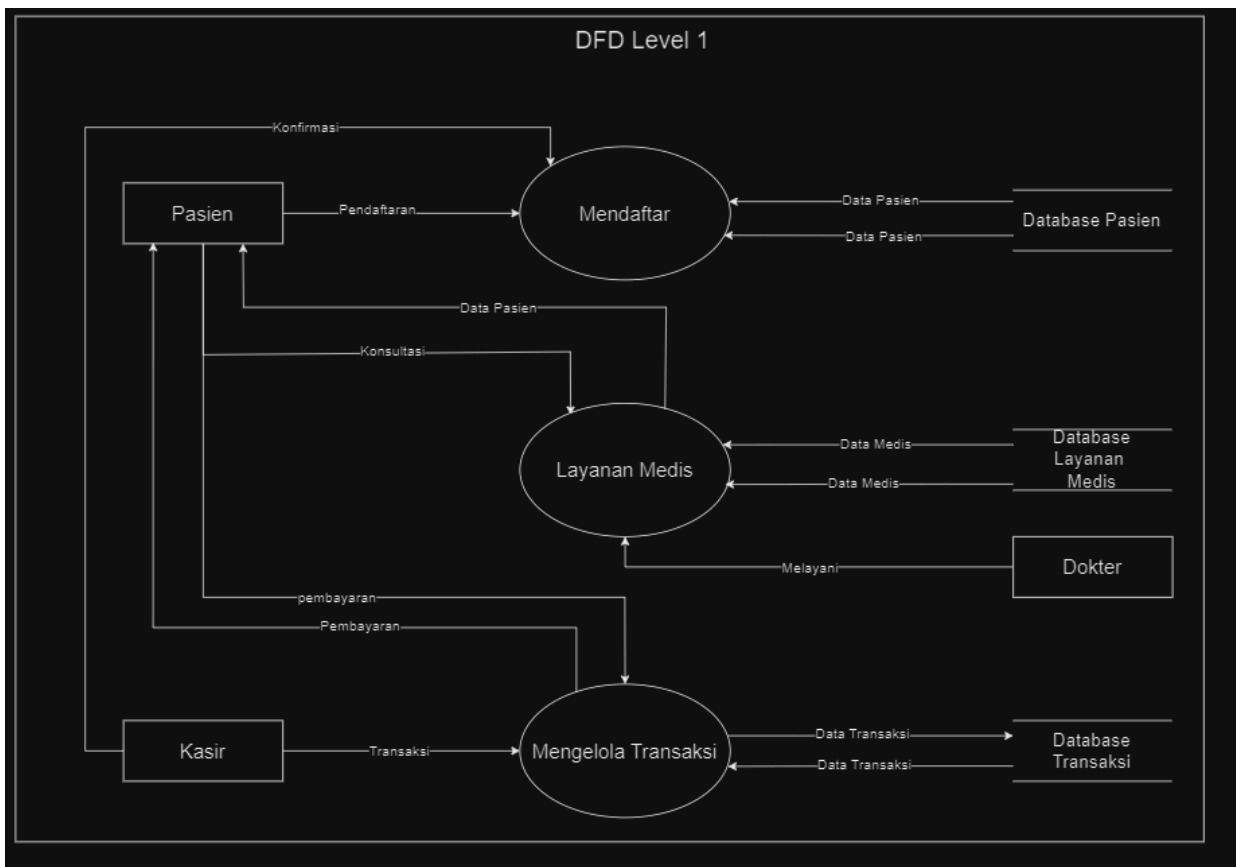 DFD Level 1
Konfirmasi
Pasien
Pendaftaran
Mendaftar
Data Pasien
Data Pasien
Database Pasien
Data Pasien
Konsultasi
Layanan Medis
Data Medis
Data Medis
Database
Layanan
Medis
Melayani
Dokter
pembayaran
Pembayaran
Kasir
Transaksi
Mengelola Transaksi
Data Transaksi
Data Transaksi
Database
Transaksi